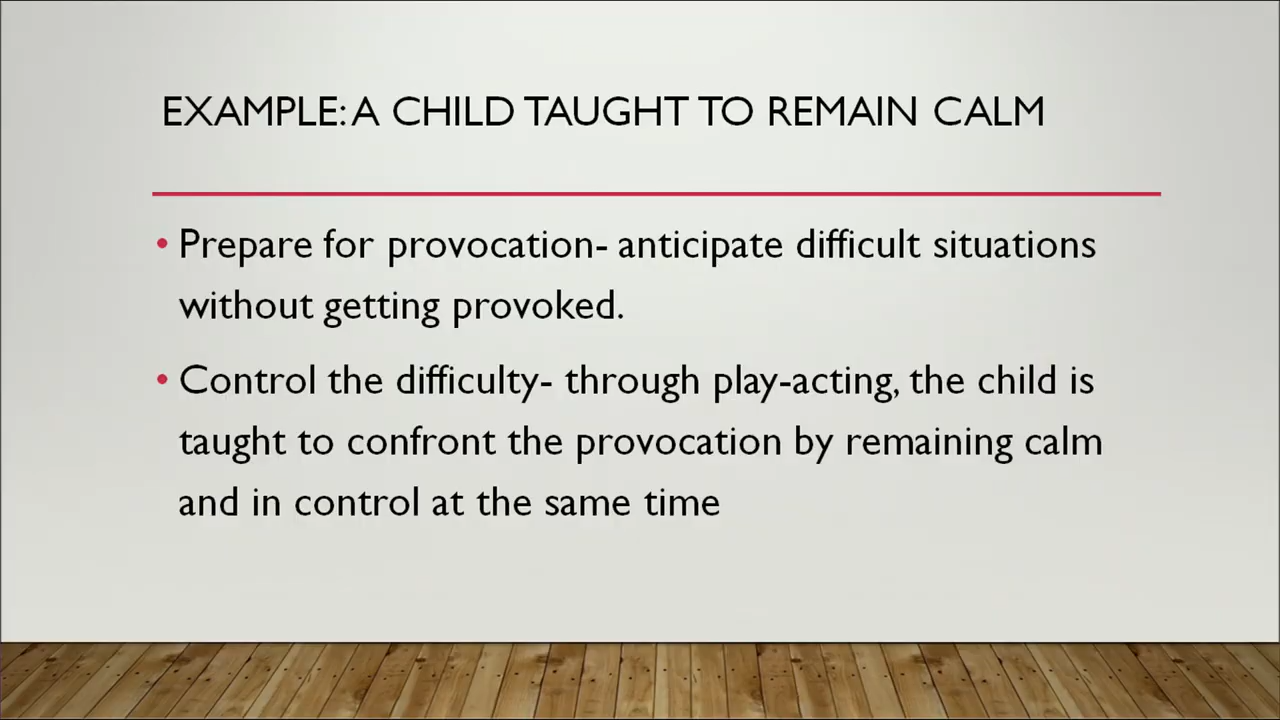 EXAMPLE: A CHILD TAUGHT TO REMAIN CALM
• Prepare for provocation- anticipate difficult situations
without getting provoked.
• Control the difficulty- through play-acting, the child is
taught to confront the provocation by remaining calm
and in control at the same time